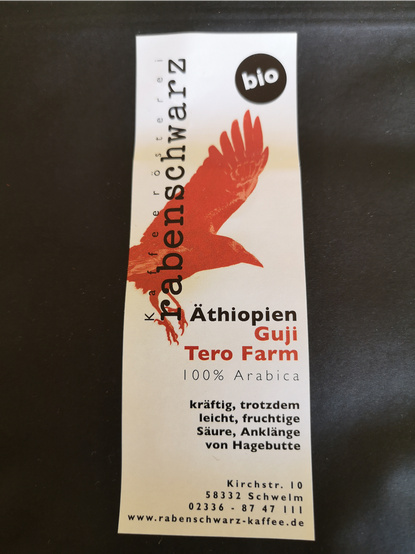 bio
Kaffeerösterei
rabenschwarz
Äthiopien
Guji
Tero Farm
100% Arabica
kräftig, trotzdem
leicht, fruchtige
Säure, Anklänge
von Hagebutte
Kirchstr. 10
58332 Schwelm
02336 - 87 47 111
www.rabenschwarz-kaffee.de